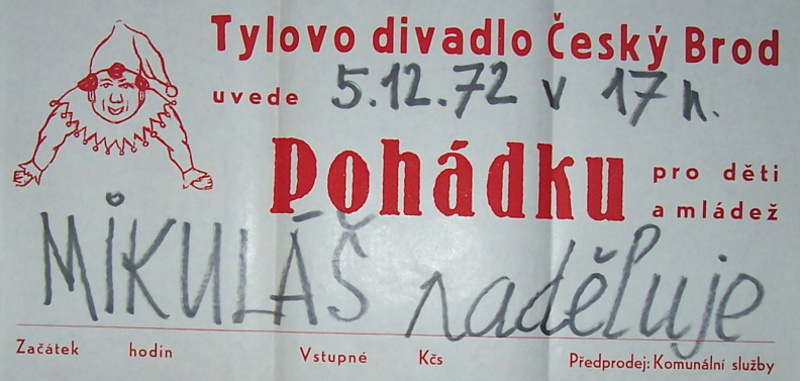 Tylovo divadlo Český Brod
uvede 5.12.72 v 17 h.
Pohádku pro děti
a mládež
MIKULÁŠ naděluje
Začátek hodin Vstupné Kčs Předprodej: Komunální služby